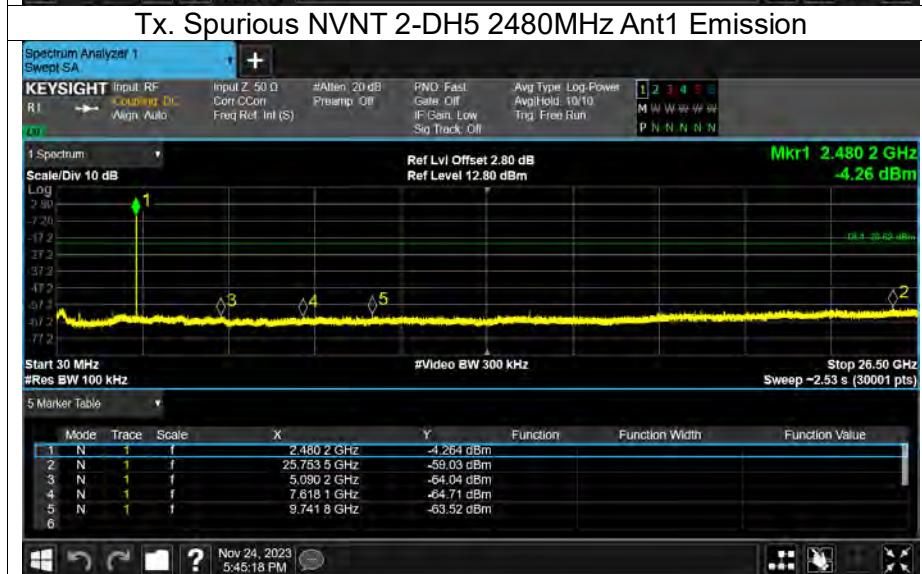 Tx. Spurious NVNT 2-DH5 2480MHz Ant1 Emission
Spectrum Analyzer 1
Swept SA
+
KEYSIGHT Input: RF Input Z: 50 Ω #Atten: 20 dB PNO: Fast Avg Type: Log-Power 1 2 3 4 5 6
R L Coupling: DC Corr CCorr Preamp: Off Gate: Off Avg|Hold: 10/10 M W W W W W
Align: Auto Freq Ref: Int (S) IF Gain: Low Trig: Free Run
Sig Track: Off P N N N N N
1 Spectrum Ref Lvl Offset 2.80 dB Mkr1 2.480 2 GHz
Scale/Div 10 dB Ref Level 12.80 dBm -4.26 dBm
Log
2.80 1
-7.20
-17.2
-27.2
-37.2
-47.2
-57.2 3 4 5 2
-67.2
-77.2
Start 30 MHz #Video BW 300 kHz Stop 26.50 GHz
#Res BW 100 kHz Sweep ~2.53 s (30001 pts)
5 Marker Table
Mode Trace Scale X Y Function Function Width Function Value
1 N 1 f 2.480 2 GHz -4.264 dBm
2 N 1 f 25.753 5 GHz -59.03 dBm
3 N 1 f 5.090 2 GHz -64.04 dBm
4 N 1 f 7.618 1 GHz -64.71 dBm
5 N 1 f 9.741 8 GHz -63.52 dBm
6
? Nov 24, 2023
5:45:18 PM